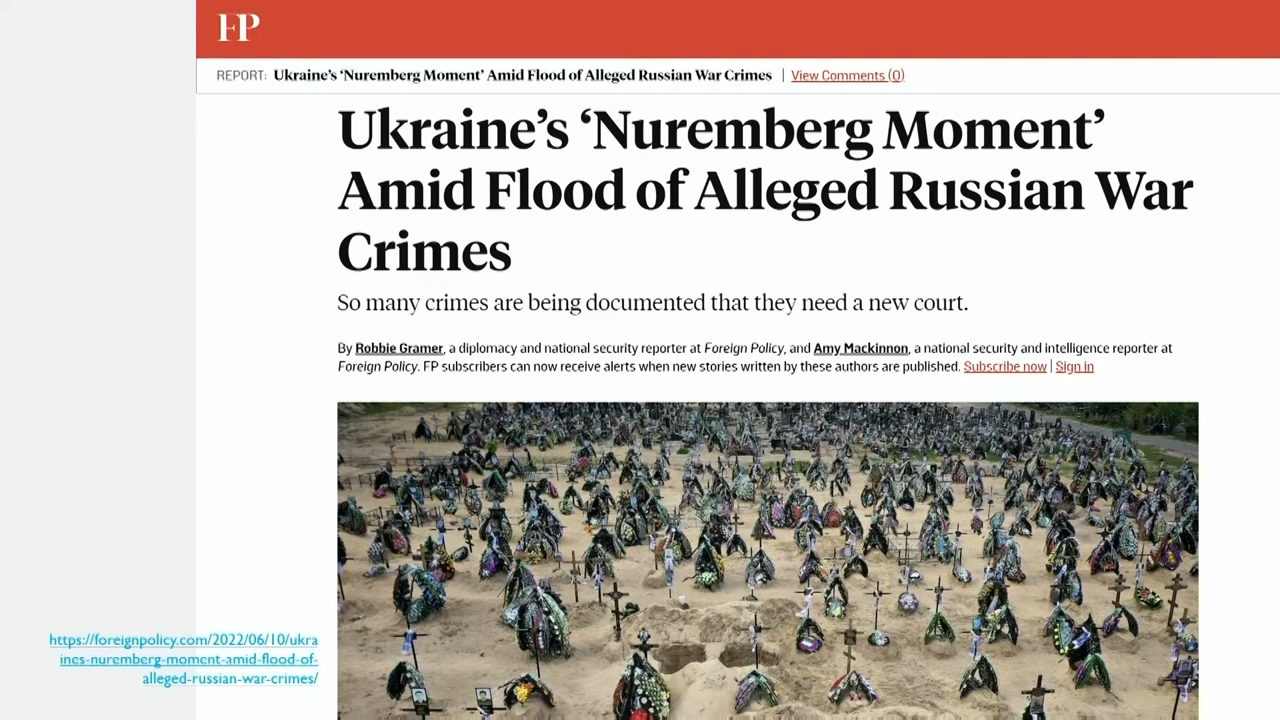 FP
REPORT: Ukraine's 'Nuremberg Moment' Amid Flood of Alleged Russian War Crimes | View Comments (0)
Ukraine's 'Nuremberg Moment'
Amid Flood of Alleged Russian War
Crimes
So many crimes are being documented that they need a new court.
By Robbie Gramer, a diplomacy and national security reporter at Foreign Policy, and Amy Mackinnon, a national security and intelligence reporter at
Foreign Policy. FP subscribers can now receive alerts when new stories written by these authors are published. Subscribe now | Sign in
https://foreignpolicy.com/2022/06/10/ukra
ines-nuremberg-moment-amid-flood-of-
alleged-russian-war-crimes/